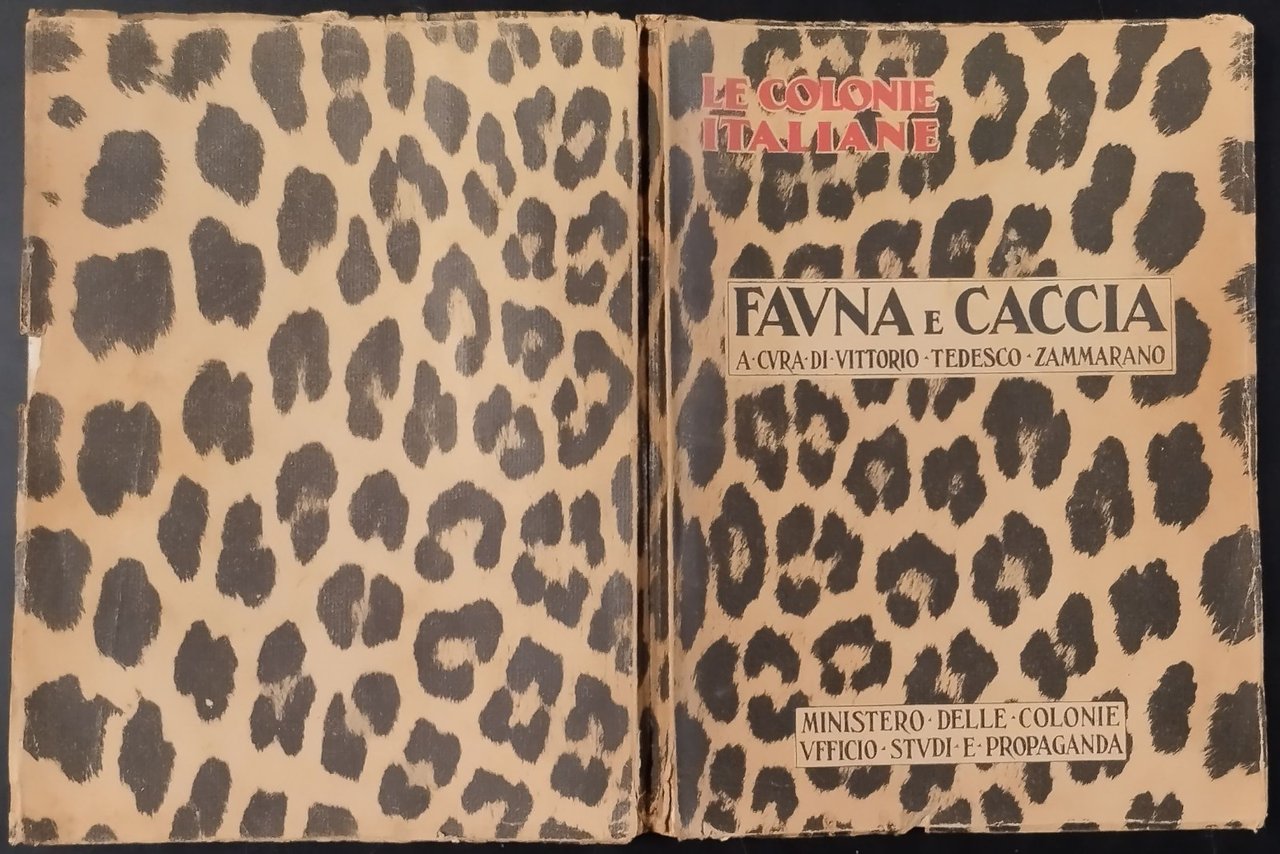 LE COLONIE
ITALIANE
FAVNA E CACCIA
A·CVRA·DI·VITTORIO·TEDESCO·ZAMMARANO
MINISTERO·DELLE·COLONIE
VFFICIO·STVDI·E·PROPAGANDA